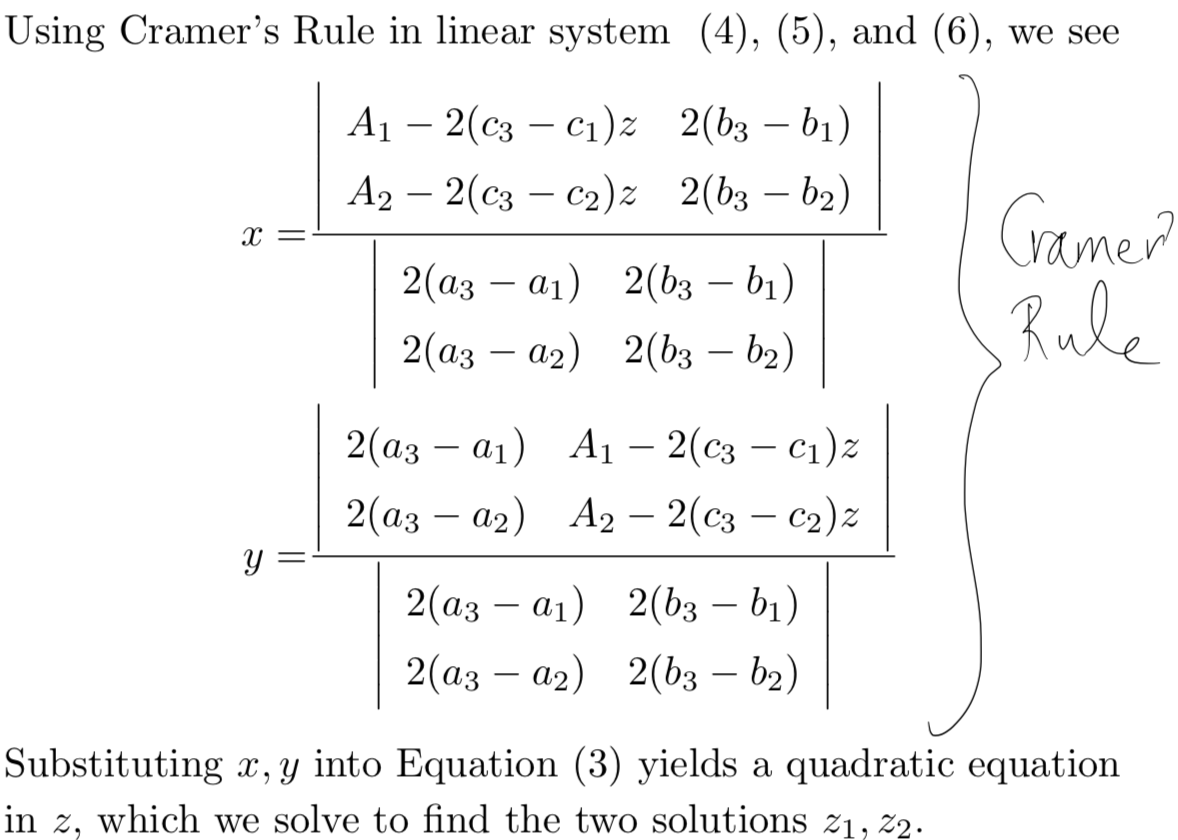 Using Cramer's Rule in linear system (4), (5), and (6), we see
A₁ − 2(c₃ − c₁)z 2(b₃ − b₁)
A₂ − 2(c₃ − c₂)z 2(b₃ − b₂)
x =
2(a₃ − a₁) 2(b₃ − b₁)
2(a₃ − a₂) 2(b₃ − b₂)
Cramer
Rule
2(a₃ − a₁) A₁ − 2(c₃ − c₁)z
2(a₃ − a₂) A₂ − 2(c₃ − c₂)z
y =
2(a₃ − a₁) 2(b₃ − b₁)
2(a₃ − a₂) 2(b₃ − b₂)
Substituting x, y into Equation (3) yields a quadratic equation
in z, which we solve to find the two solutions z₁, z₂.